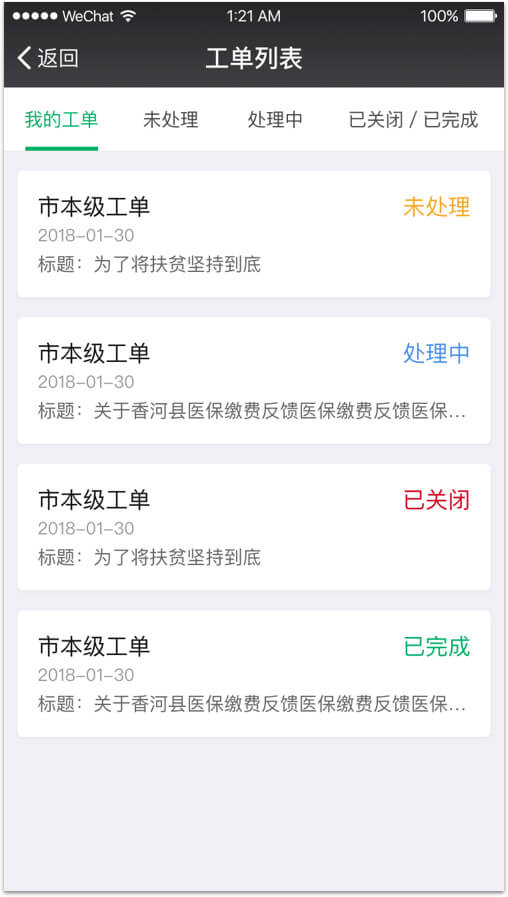 WeChat 1:21 AM 100%
返回 工单列表
我的工单 未处理 处理中 已关闭 / 已完成
市本级工单 未处理
2018-01-30
标题：为了将扶贫坚持到底
市本级工单 处理中
2018-01-30
标题：关于香河县医保缴费反馈医保缴费反馈医保...
市本级工单 已关闭
2018-01-30
标题：为了将扶贫坚持到底
市本级工单 已完成
2018-01-30
标题：关于香河县医保缴费反馈医保缴费反馈医保...